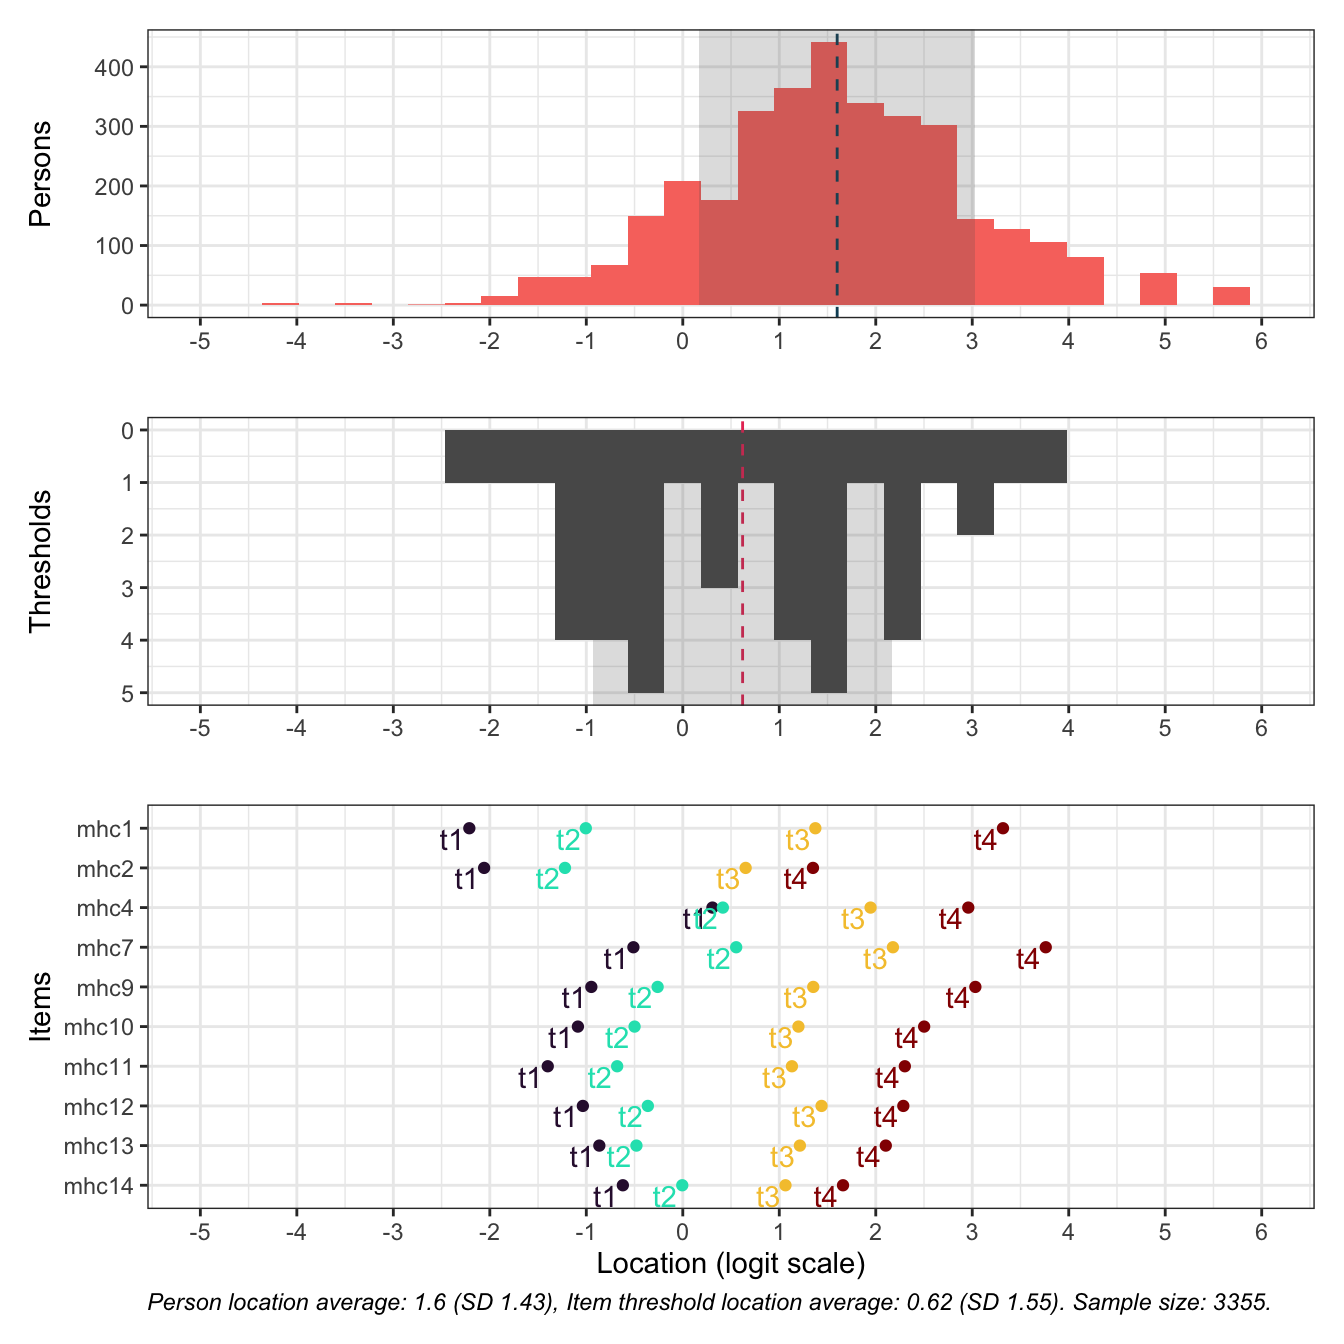 Persons
400
300
200
100
0
-5 -4 -3 -2 -1 0 1 2 3 4 5 6
Thresholds
0
1
2
3
4
5
-5 -4 -3 -2 -1 0 1 2 3 4 5 6
Items
mhc1 t1 t2 t3 t4
mhc2 t1 t2 t3 t4
mhc4 t1 t2 t3 t4
mhc7 t1 t2 t3 t4
mhc9 t1 t2 t3 t4
mhc10 t1 t2 t3 t4
mhc11 t1 t2 t3 t4
mhc12 t1 t2 t3 t4
mhc13 t1 t2 t3 t4
mhc14 t1 t2 t3 t4
-5 -4 -3 -2 -1 0 1 2 3 4 5 6
Location (logit scale)
Person location average: 1.6 (SD 1.43), Item threshold location average: 0.62 (SD 1.55). Sample size: 3355.